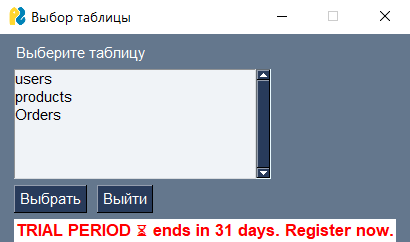 Выбор таблицы
Выберите таблицу
users
products
Orders
Выбрать Выйти
TRIAL PERIOD ⏳ ends in 31 days. Register now.